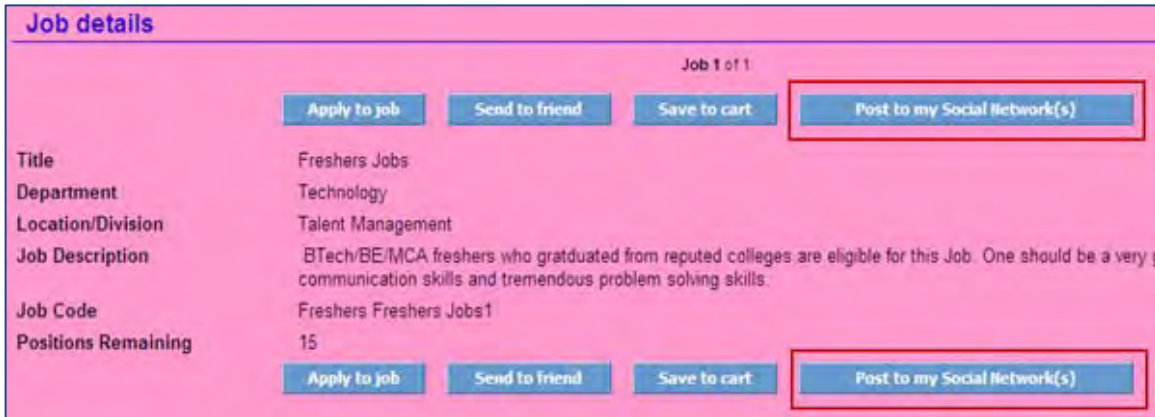 Job details
Job 1 of 1
Apply to job Send to friend Save to cart Post to my Social Network(s)
Title Freshers Jobs
Department Technology
Location/Division Talent Management
Job Description BTech/BE/MCA freshers who gratduated from reputed colleges are eligible for this Job. One should be a very
communication skills and tremendous problem solving skills.
Job Code Freshers Freshers Jobs1
Positions Remaining 15
Apply to job Send to friend Save to cart Post to my Social Network(s)